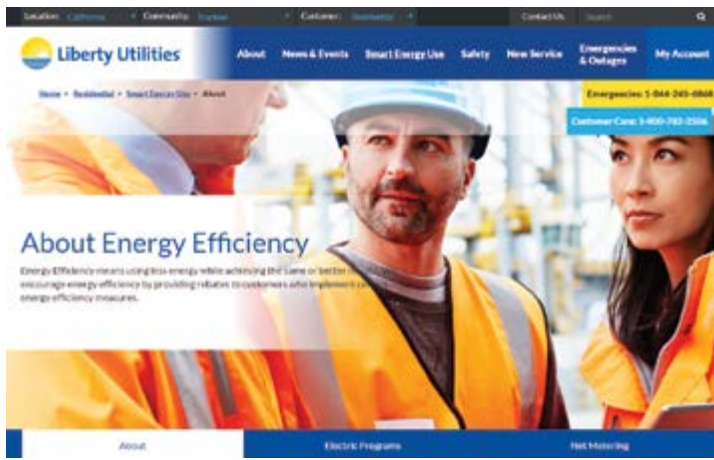 Location: California Community: Truckee Customer: Residential Contact Us Search
Liberty Utilities
About News & Events Smart Energy Use Safety New Service Emergencies & Outages My Account
Home • Residential • Smart Energy Use • About
Emergencies: 1-844-245-6868
Customer Care: 1-800-782-2506
About Energy Efficiency
Energy Efficiency means using less energy while achieving the same or better
encourage energy efficiency by providing rebates to customers who implement
energy efficiency measures.
About Electric Programs Net Metering